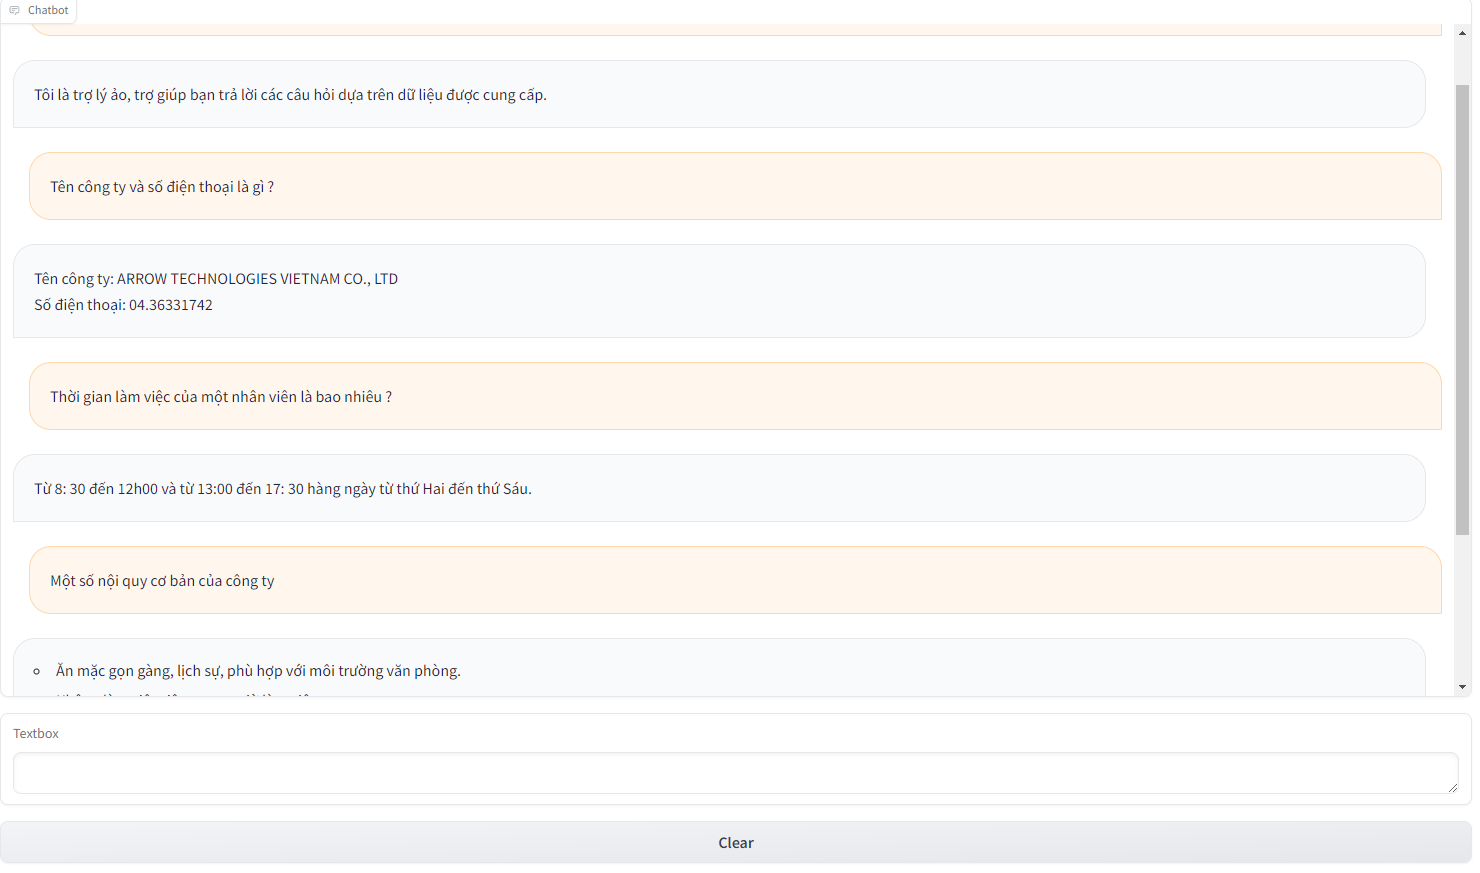 Chatbot
Tôi là trợ lý ảo, trợ giúp bạn trả lời các câu hỏi dựa trên dữ liệu được cung cấp.
Tên công ty và số điện thoại là gì ?
Tên công ty: ARROW TECHNOLOGIES VIETNAM CO., LTD
Số điện thoại: 04.36331742
Thời gian làm việc của một nhân viên là bao nhiêu ?
Từ 8: 30 đến 12h00 và từ 13:00 đến 17: 30 hàng ngày từ thứ Hai đến thứ Sáu.
Một số nội quy cơ bản của công ty
Ăn mặc gọn gàng, lịch sự, phù hợp với môi trường văn phòng.
Textbox
Clear